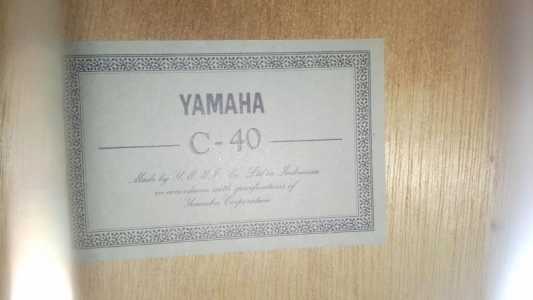 YAMAHA
C-40
Made by Y. M. M. I. Co. Ltd in Indonesia
in accordance with specifications of
Yamaha Corporation